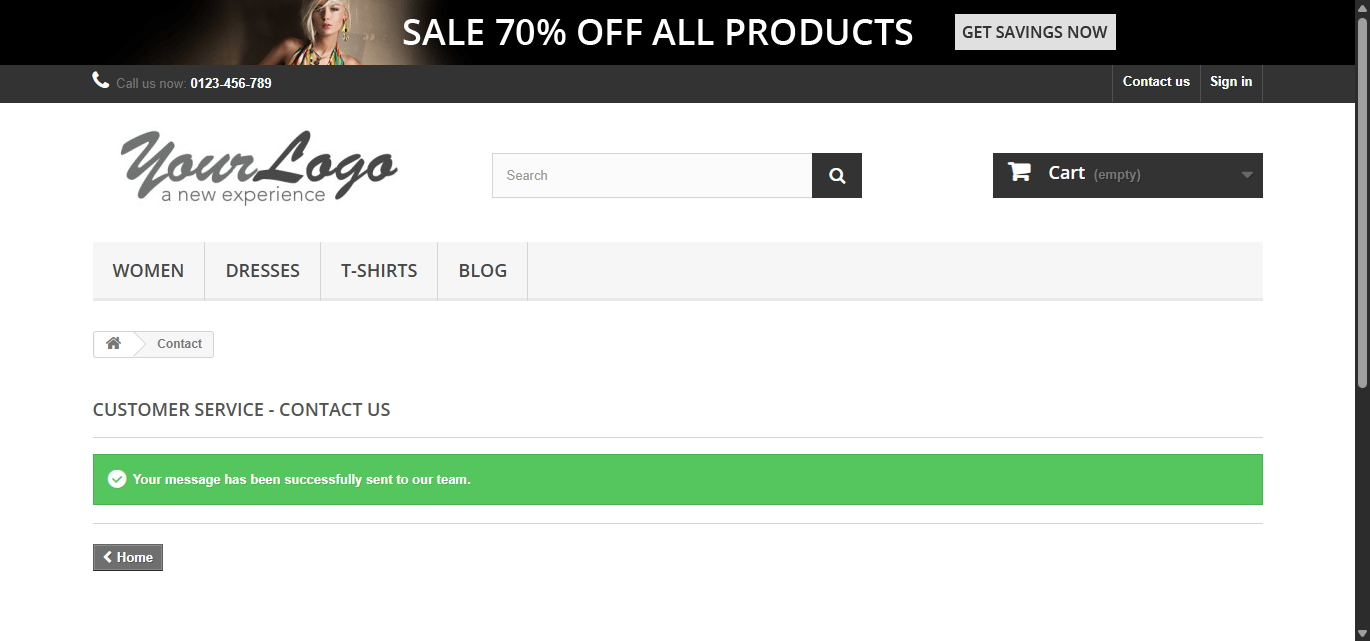 SALE 70% OFF ALL PRODUCTS GET SAVINGS NOW
Call us now: 0123-456-789 Contact us Sign in
YourLogo
a new experience
Search
Cart (empty)
WOMEN DRESSES T-SHIRTS BLOG
Contact
CUSTOMER SERVICE - CONTACT US
Your message has been successfully sent to our team.
Home